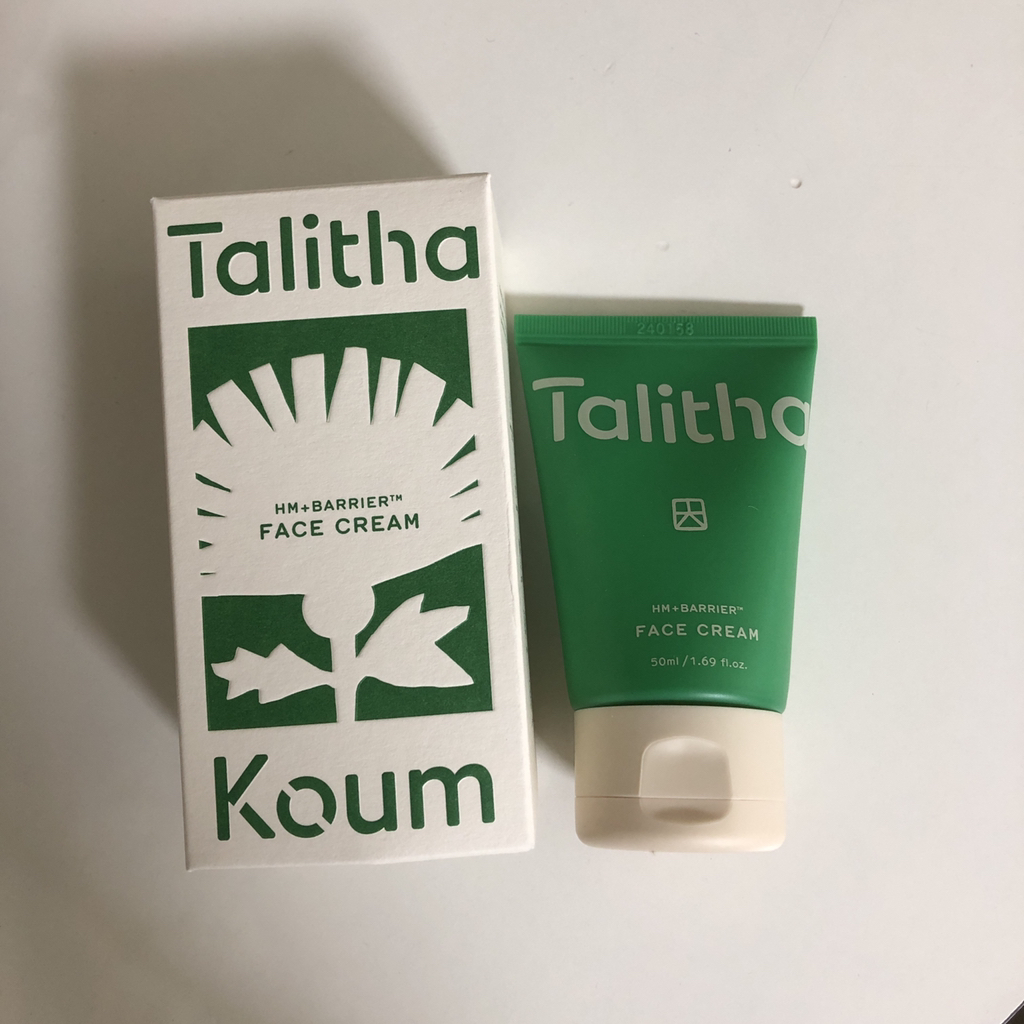 Talitha
HM+BARRIER™
FACE CREAM
Koum
240158
Talitha
HM+BARRIER™
FACE CREAM
50ml / 1.69 fl.oz.